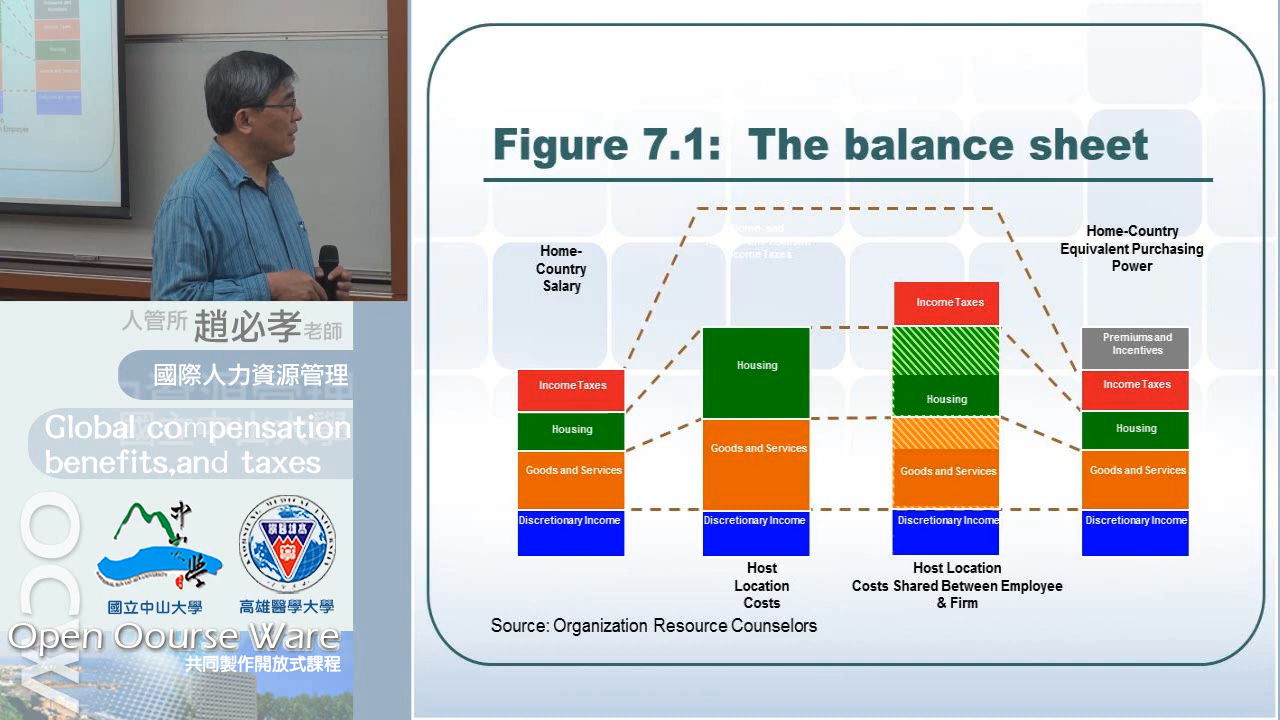 人管所 趙必孝 老師
國際人力資源管理
Global compensation
benefits,and taxes
國立中山大學
高雄醫學大學
OCW
Open Oourse Ware
共同製作開放式課程
Figure 7.1: The balance sheet
Home-
Country
Salary
Income Taxes
Housing
Goods and Services
Discretionary Income
Income Taxes
Housing
Goods and Services
Discretionary Income
Host
Location
Costs
Income Taxes
Housing
Goods and Services
Discretionary Income
Host Location
Costs Shared Between Employee
& Firm
Home-Country
Equivalent Purchasing
Power
Premiums and
Incentives
Income Taxes
Housing
Goods and Services
Discretionary Income
Source: Organization Resource Counselors